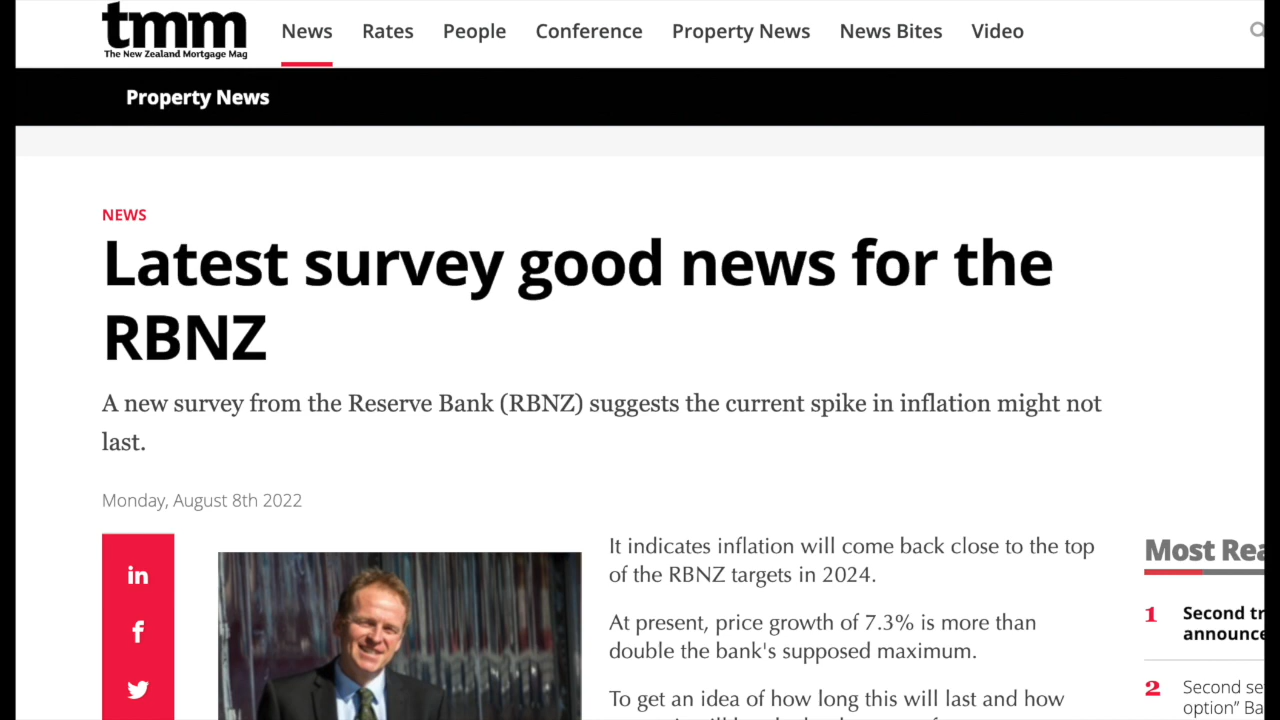 tmm
The New Zealand Mortgage Mag
News Rates People Conference Property News News Bites Video
Property News
NEWS
Latest survey good news for the
RBNZ
A new survey from the Reserve Bank (RBNZ) suggests the current spike in inflation might not
last.
Monday, August 8th 2022
in
f
It indicates inflation will come back close to the top
of the RBNZ targets in 2024.
At present, price growth of 7.3% is more than
double the bank's supposed maximum.
To get an idea of how long this will last and how
Most
1 Second
2 Second
option"